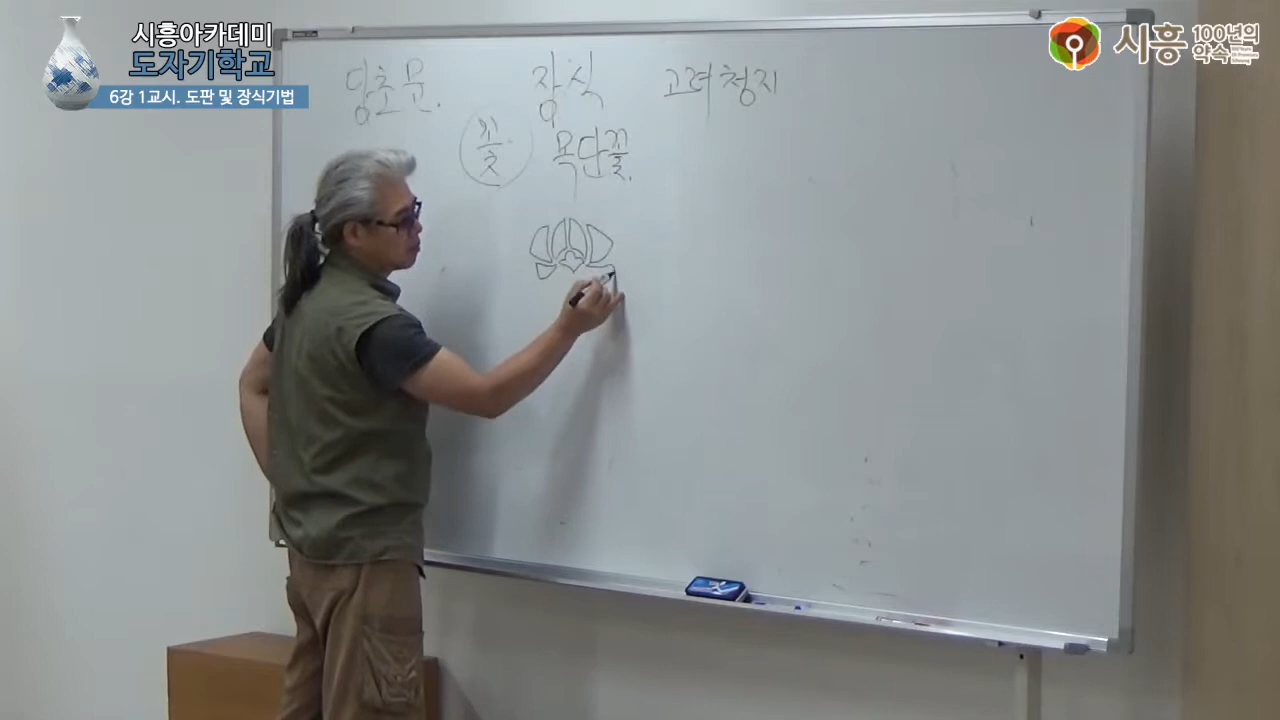 시흥아카데미
도자기학교
6강 1교시. 도판 및 장식기법
시흥 100년의 약속
당초문. 장식 고려청자
꽃 목단꽃.